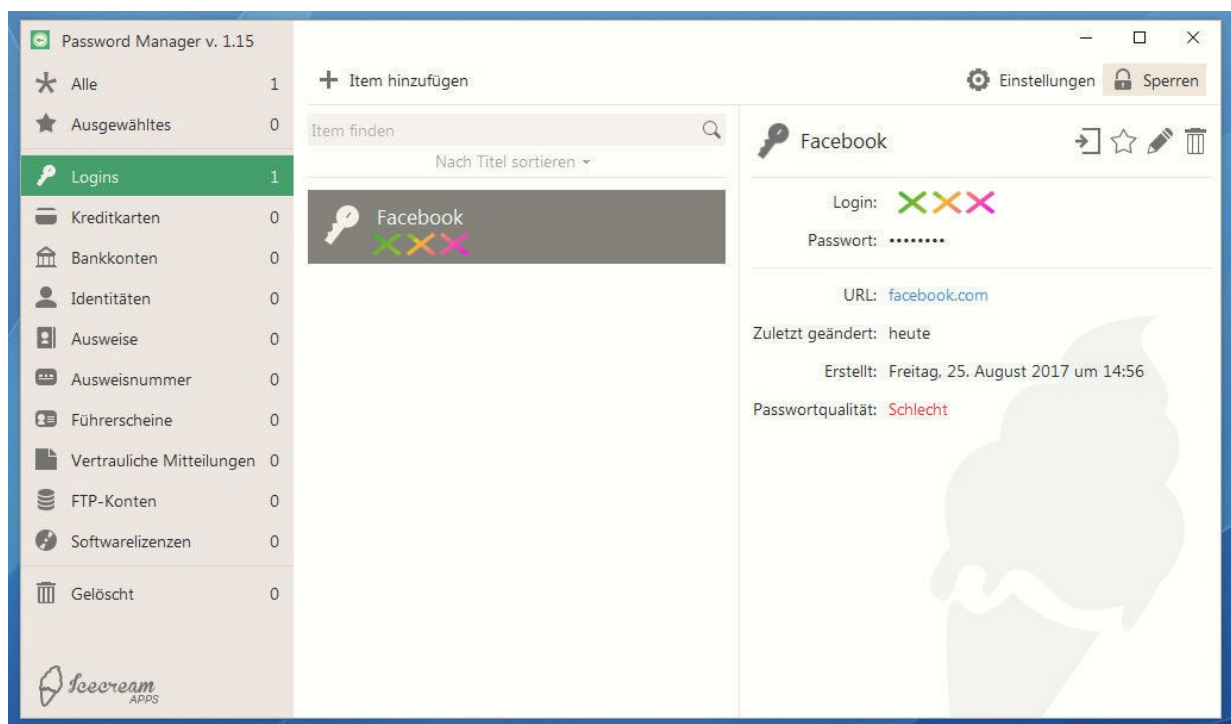 Password Manager v. 1.15
Alle 1
Ausgewähltes 0
Logins 1
Kreditkarten 0
Bankkonten 0
Identitäten 0
Ausweise 0
Ausweisnummer 0
Führerscheine 0
Vertrauliche Mitteilungen 0
FTP-Konten 0
Softwarelizenzen 0
Gelöscht 0
Icecream
APPS
Item hinzufügen
Einstellungen
Sperren
Item finden
Nach Titel sortieren
Facebook
Facebook
Login:
Passwort: ••••••••
URL: facebook.com
Zuletzt geändert: heute
Erstellt: Freitag, 25. August 2017 um 14:56
Passwortqualität: Schlecht